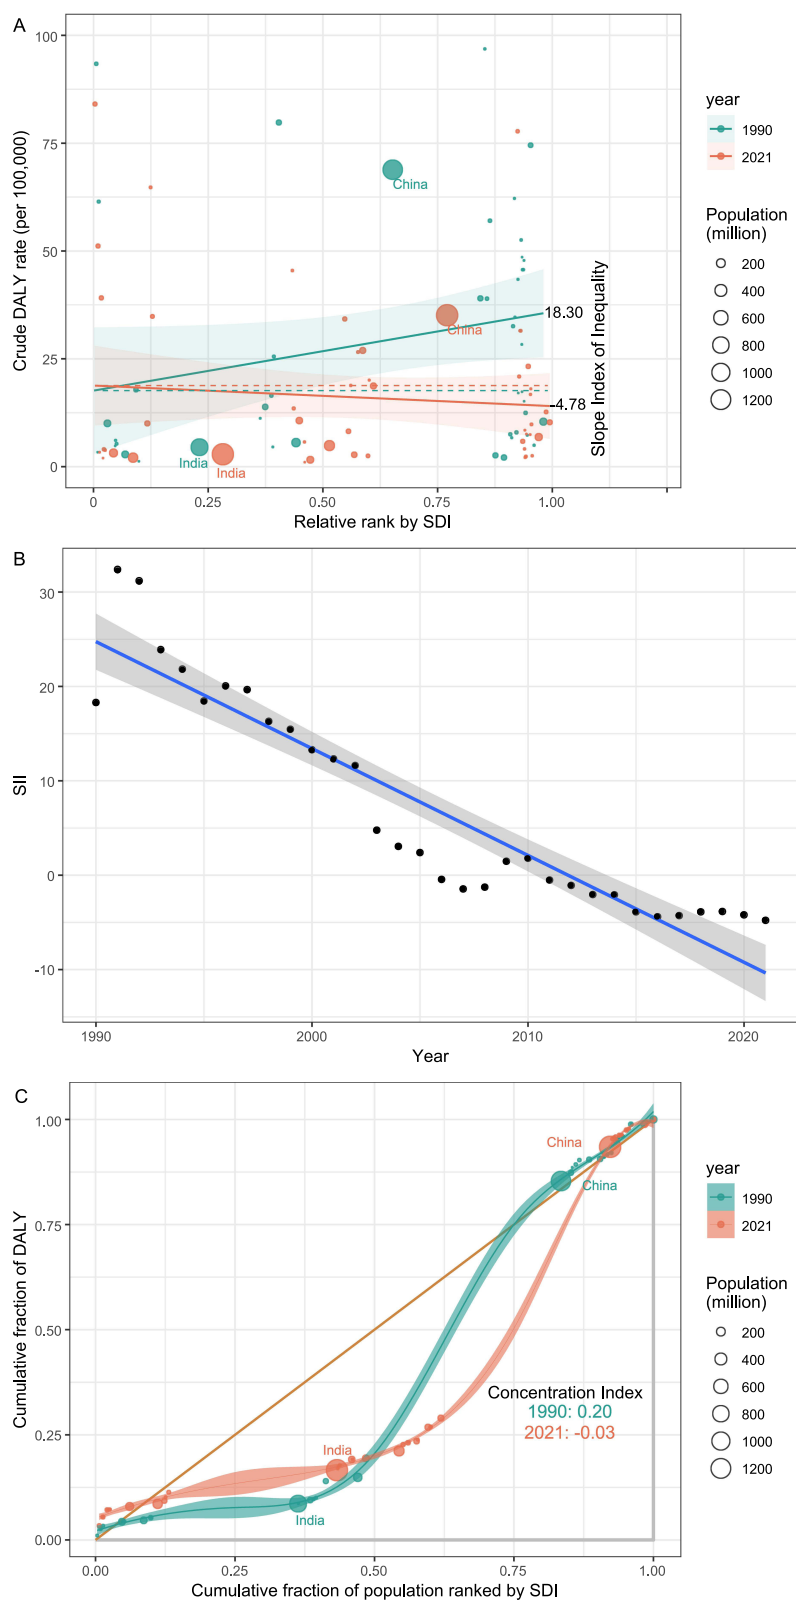 A
100
75
50
25
0
Crude DALY rate (per 100,000)
China
China
India
India
18.30
-4.78
Slope Index of Inequality
0
0.25
0.50
0.75
1.00
Relative rank by SDI
year
1990
2021
Population
(million)
200
400
600
800
1000
1200
B
30
20
10
0
-10
SII
1990
2000
2010
2020
Year
C
1.00
0.75
0.50
0.25
0.00
Cumulative fraction of DALY
China
China
India
India
Concentration Index
1990: 0.20
2021: -0.03
0.00
0.25
0.50
0.75
1.00
Cumulative fraction of population ranked by SDI
year
1990
2021
Population
(million)
200
400
600
800
1000
1200